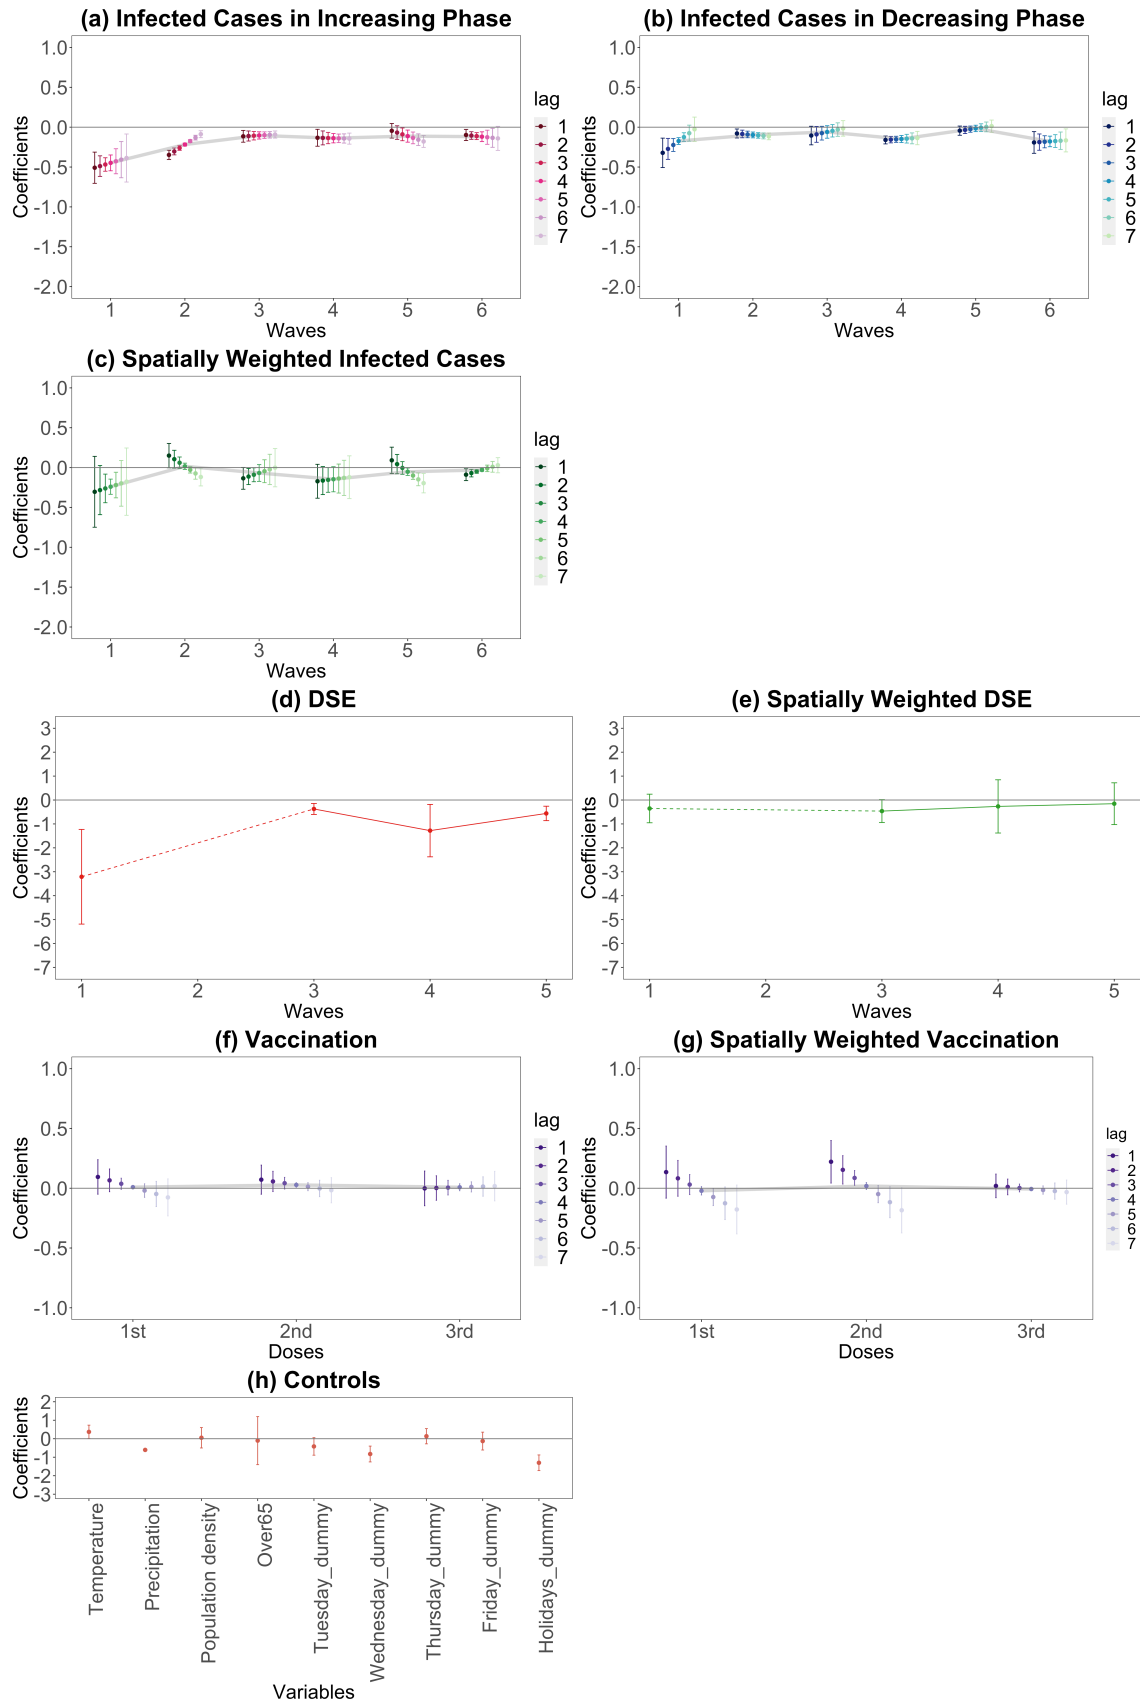 (a) Infected Cases in Increasing Phase
1.0
0.5
0.0
-0.5
-1.0
-1.5
-2.0
Coefficients
1 2 3 4 5 6
Waves
lag
1
2
3
4
5
6
7
(b) Infected Cases in Decreasing Phase
1.0
0.5
0.0
-0.5
-1.0
-1.5
-2.0
Coefficients
1 2 3 4 5 6
Waves
lag
1
2
3
4
5
6
7
(c) Spatially Weighted Infected Cases
1.0
0.5
0.0
-0.5
-1.0
-1.5
-2.0
Coefficients
1 2 3 4 5 6
Waves
lag
1
2
3
4
5
6
7
(d) DSE
3
2
1
0
-1
-2
-3
-4
-5
-6
-7
Coefficients
1 2 3 4 5
Waves
(e) Spatially Weighted DSE
3
2
1
0
-1
-2
-3
-4
-5
-6
-7
Coefficients
1 2 3 4 5
Waves
(f) Vaccination
1.0
0.5
0.0
-0.5
-1.0
Coefficients
1st 2nd 3rd
Doses
lag
1
2
3
4
5
6
7
(g) Spatially Weighted Vaccination
1.0
0.5
0.0
-0.5
-1.0
Coefficients
1st 2nd 3rd
Doses
lag
1
2
3
4
5
6
7
(h) Controls
2
1
0
-1
-2
-3
Coefficients
Temperature
Precipitation
Population density
Over65
Tuesday_dummy
Wednesday_dummy
Thursday_dummy
Friday_dummy
Holidays_dummy
Variables